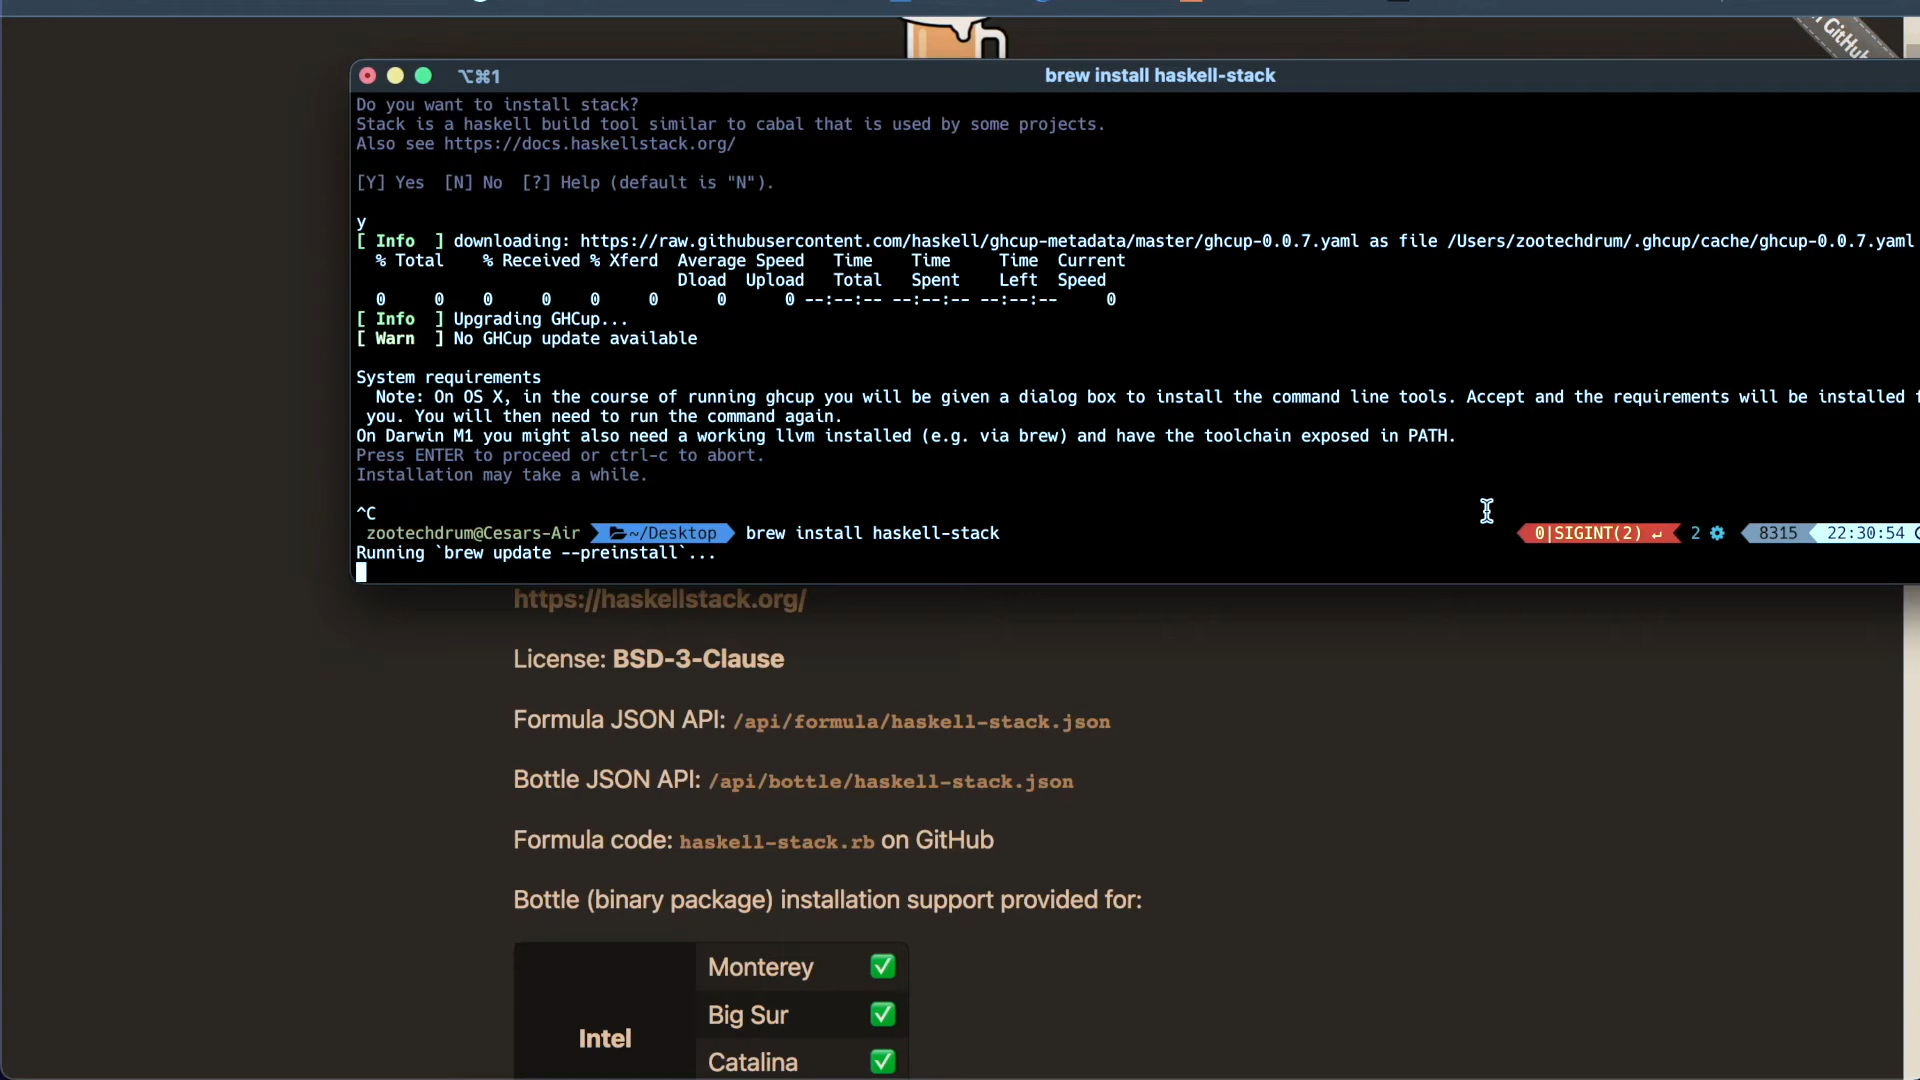 GitHub
⌥⌘1
brew install haskell-stack
Do you want to install stack?
Stack is a haskell build tool similar to cabal that is used by some projects.
Also see https://docs.haskellstack.org/
[Y] Yes [N] No [?] Help (default is "N").
y
[ Info ] downloading: https://raw.githubusercontent.com/haskell/ghcup-metadata/master/ghcup-0.0.7.yaml as file /Users/zootechdrum/.ghcup/cache/ghcup-0.0.7.yaml
% Total % Received % Xferd Average Speed Time Time Time Current
Dload Upload Total Spent Left Speed
0 0 0 0 0 0 0 0 --:--:-- --:--:-- --:--:-- 0
[ Info ] Upgrading GHCup...
[ Warn ] No GHCup update available
System requirements
Note: On OS X, in the course of running ghcup you will be given a dialog box to install the command line tools. Accept and the requirements will be installed f
you. You will then need to run the command again.
On Darwin M1 you might also need a working llvm installed (e.g. via brew) and have the toolchain exposed in PATH.
Press ENTER to proceed or ctrl-c to abort.
Installation may take a while.
^C
zootechdrum@Cesars-Air ~/Desktop brew install haskell-stack 0|SIGINT(2) ↵ 2 8315 22:30:54
Running `brew update --preinstall`...
https://haskellstack.org/
License: BSD-3-Clause
Formula JSON API: /api/formula/haskell-stack.json
Bottle JSON API: /api/bottle/haskell-stack.json
Formula code: haskell-stack.rb on GitHub
Bottle (binary package) installation support provided for:
Intel
Monterey ✅
Big Sur ✅
Catalina ✅